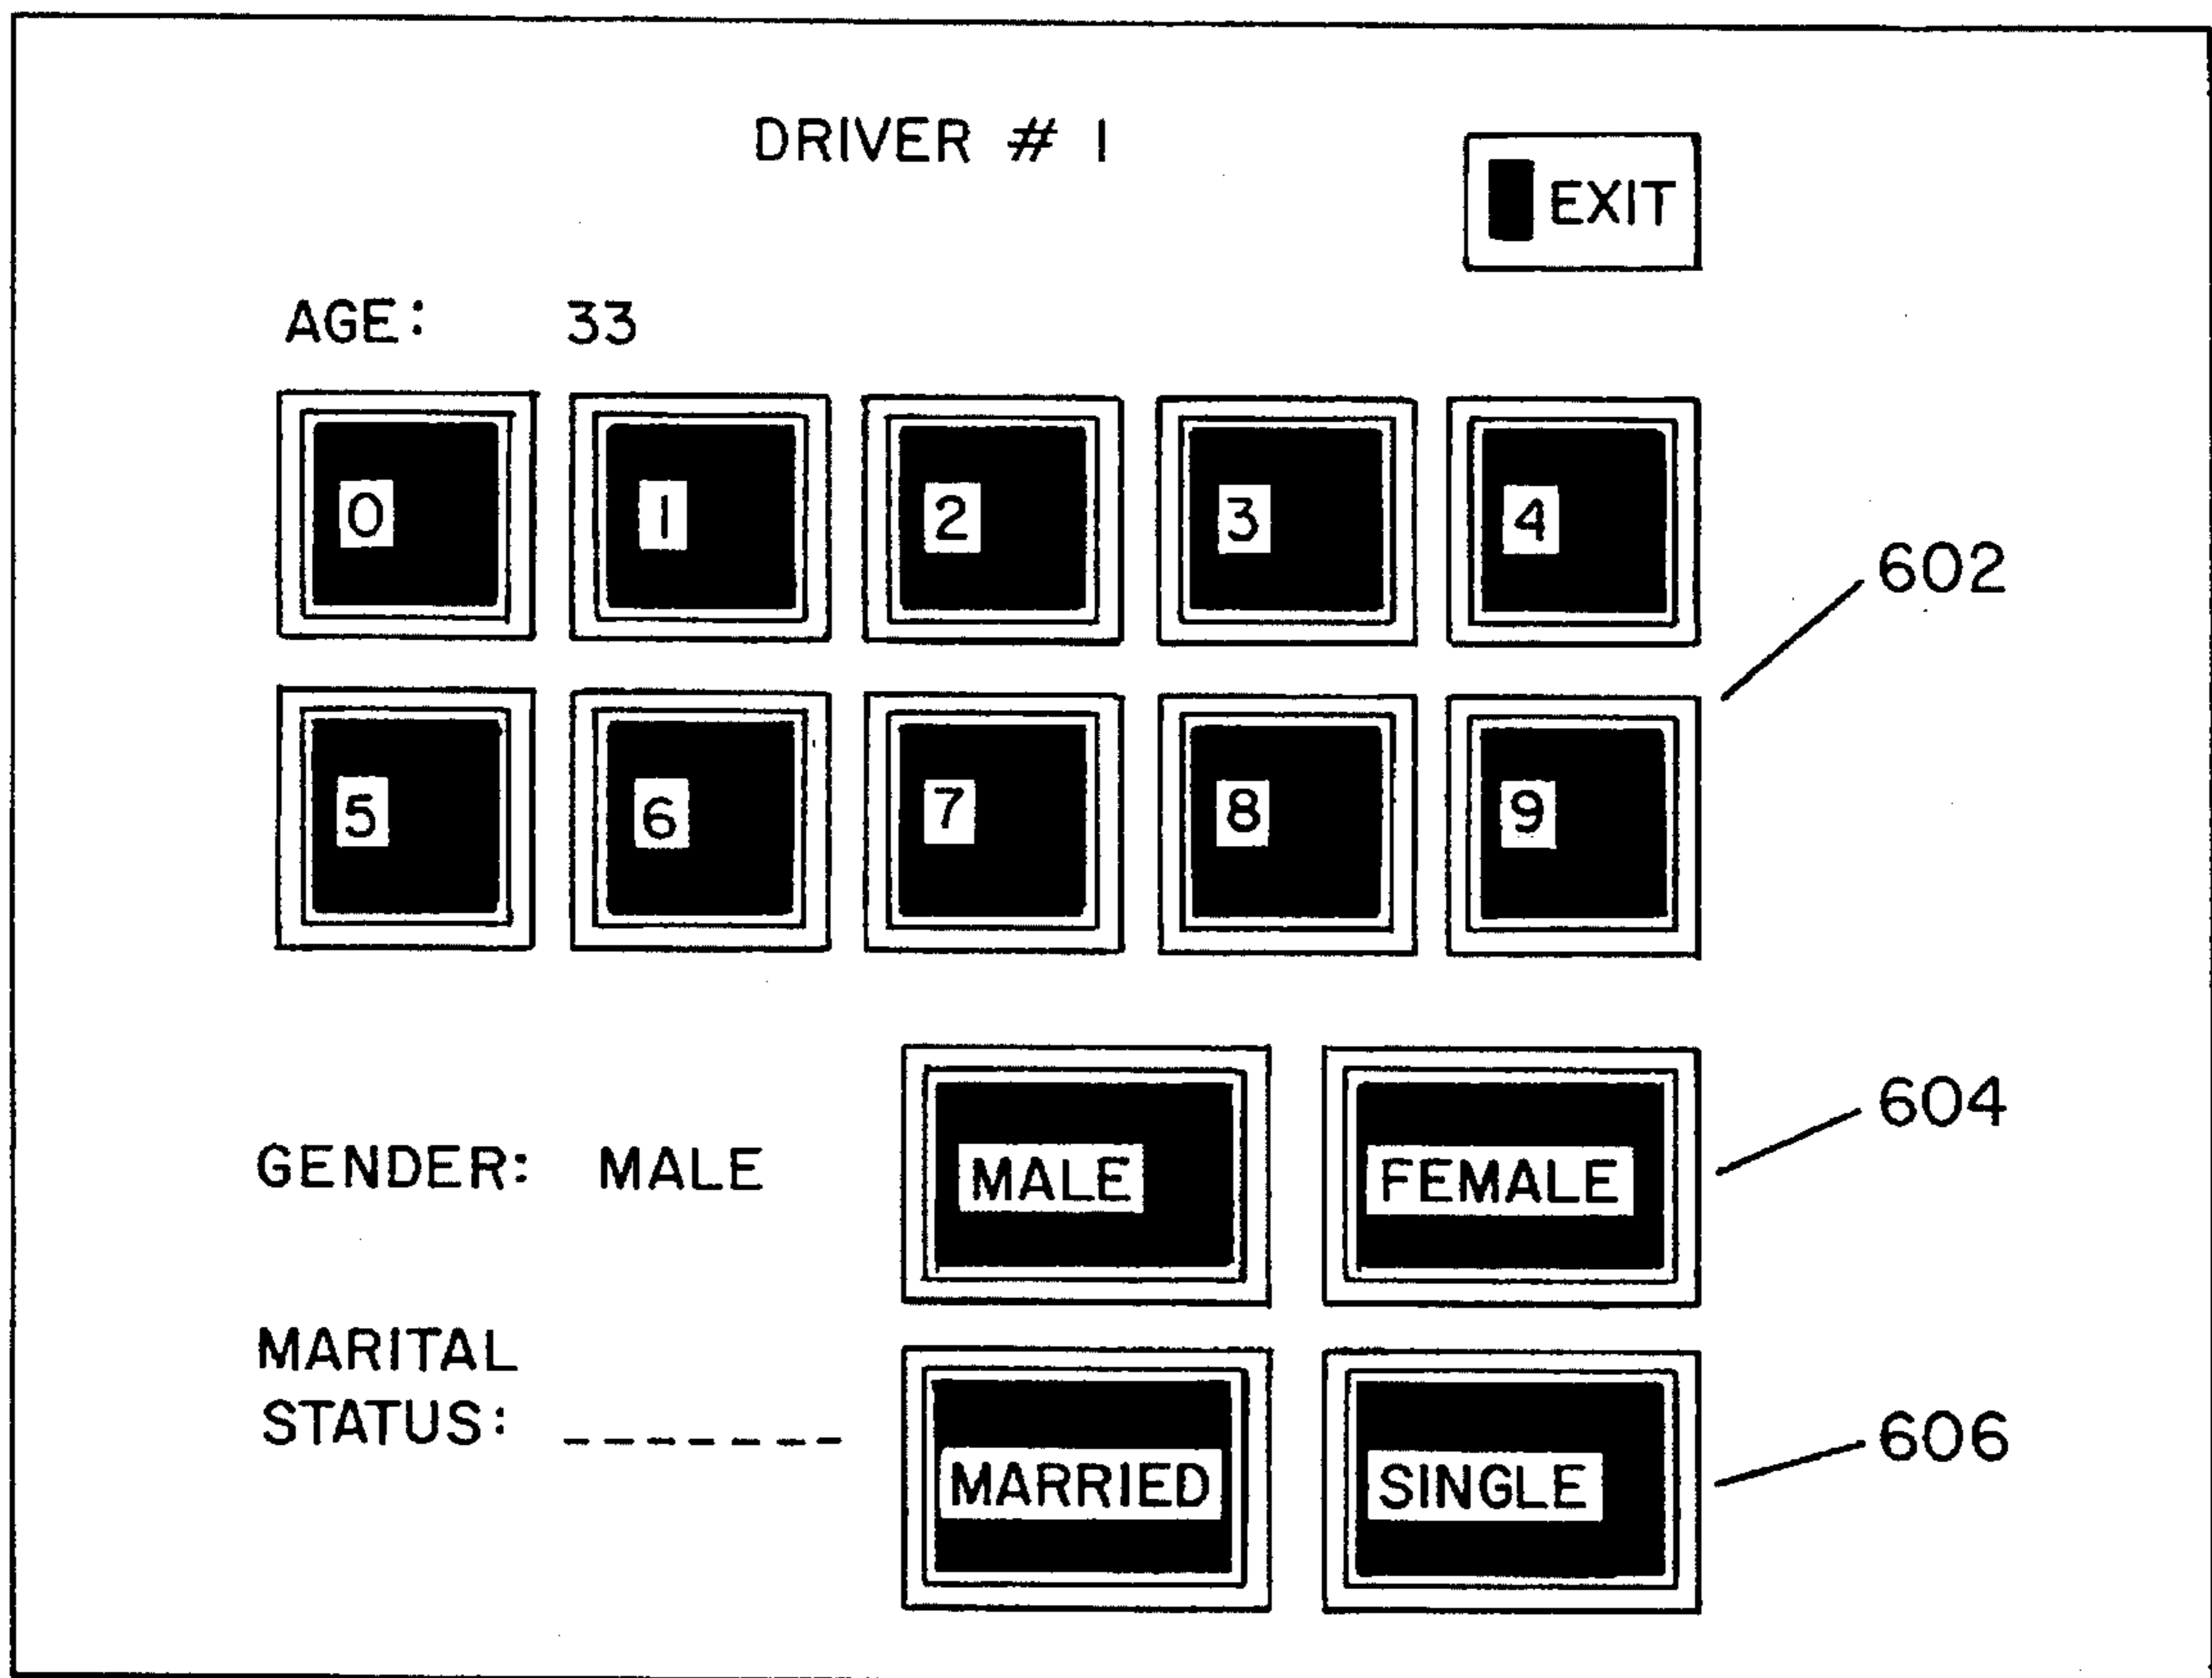 DRIVER # 1
EXIT
AGE: 33
0 1 2 3 4
602
5 6 7 8 9
GENDER: MALE MALE FEMALE
604
MARITAL
STATUS: -------
MARRIED SINGLE
606